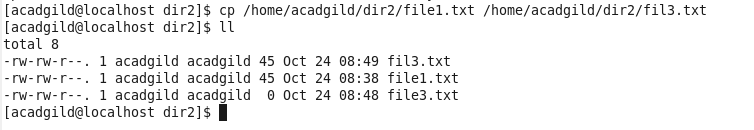 [acadgild@localhost dir2]$ cp /home/acadgild/dir2/file1.txt /home/acadgild/dir2/fil3.txt
[acadgild@localhost dir2]$ ll
total 8
-rw-rw-r--. 1 acadgild acadgild 45 Oct 24 08:49 fil3.txt
-rw-rw-r--. 1 acadgild acadgild 45 Oct 24 08:38 file1.txt
-rw-rw-r--. 1 acadgild acadgild  0 Oct 24 08:48 file3.txt
[acadgild@localhost dir2]$